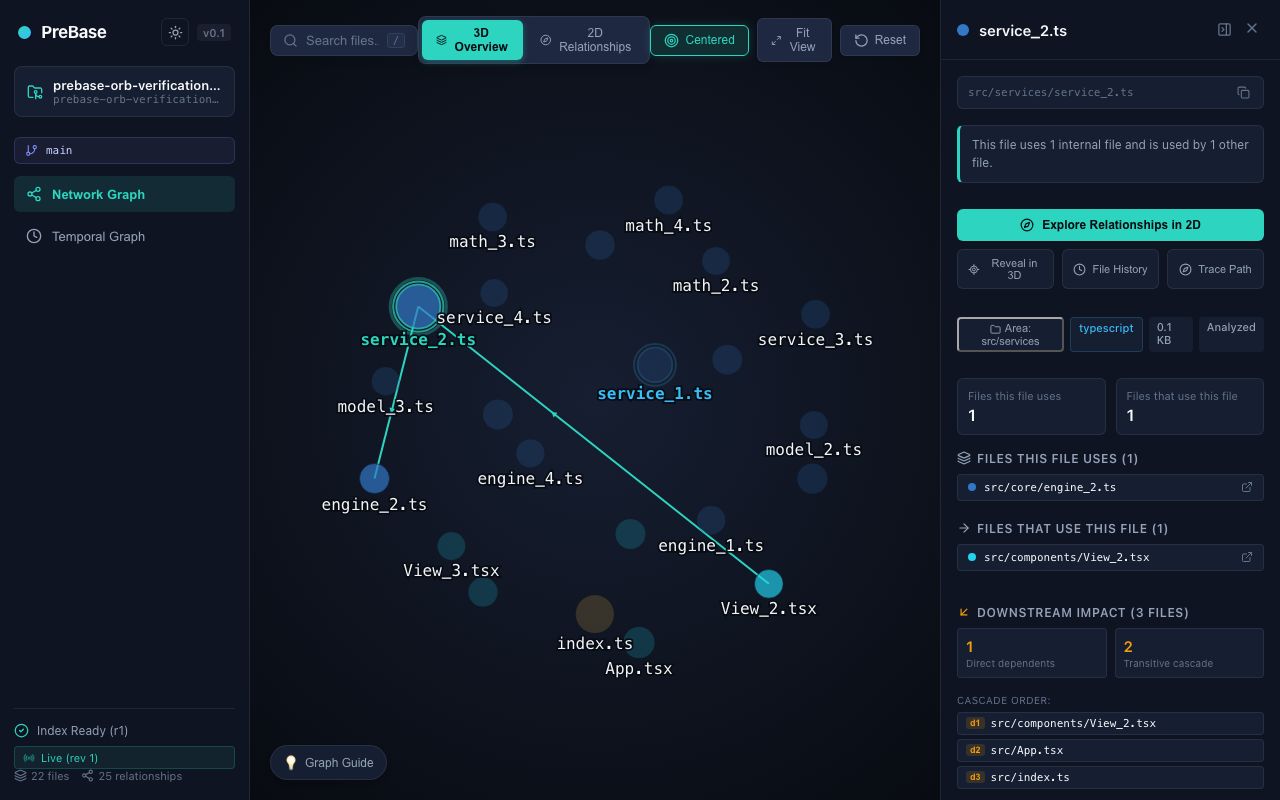 PreBase
v0.1
prebase-orb-verification...
prebase-orb-verification…
main
Network Graph
Temporal Graph
Index Ready (r1)
Live (rev 1)
22 files
25 relationships
Search files.
/
3D
Overview
2D
Relationships
Centered
Fit
View
Reset
math_3.ts
math_4.ts
math_2.ts
service_4.ts
service_2.ts
service_3.ts
service_1.ts
model_3.ts
model_2.ts
engine_4.ts
engine_2.ts
engine_1.ts
View_3.tsx
View_2.tsx
index.ts
App.tsx
Graph Guide
service_2.ts
src/services/service_2.ts
This file uses 1 internal file and is used by 1 other
file.
Explore Relationships in 2D
Reveal in
3D
File History
Trace Path
Area:
src/services
typescript
0.1
KB
Analyzed
Files this file uses
1
Files that use this file
1
FILES THIS FILE USES (1)
src/core/engine_2.ts
FILES THAT USE THIS FILE (1)
src/components/View_2.tsx
DOWNSTREAM IMPACT (3 FILES)
1
Direct dependents
2
Transitive cascade
CASCADE ORDER:
d1 src/components/View_2.tsx
d2 src/App.tsx
d3 src/index.ts